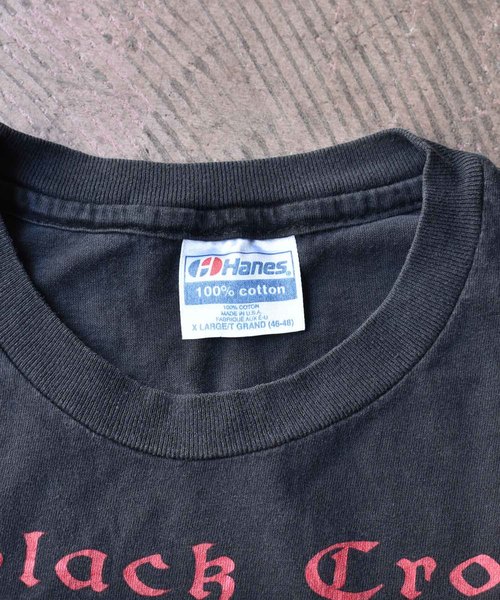 Hanes
100% cotton
100% COTTON
MADE IN U.S.A.
FABRIQUE AUX E-U
X LARGE/T GRAND (46-48)
lack Cro